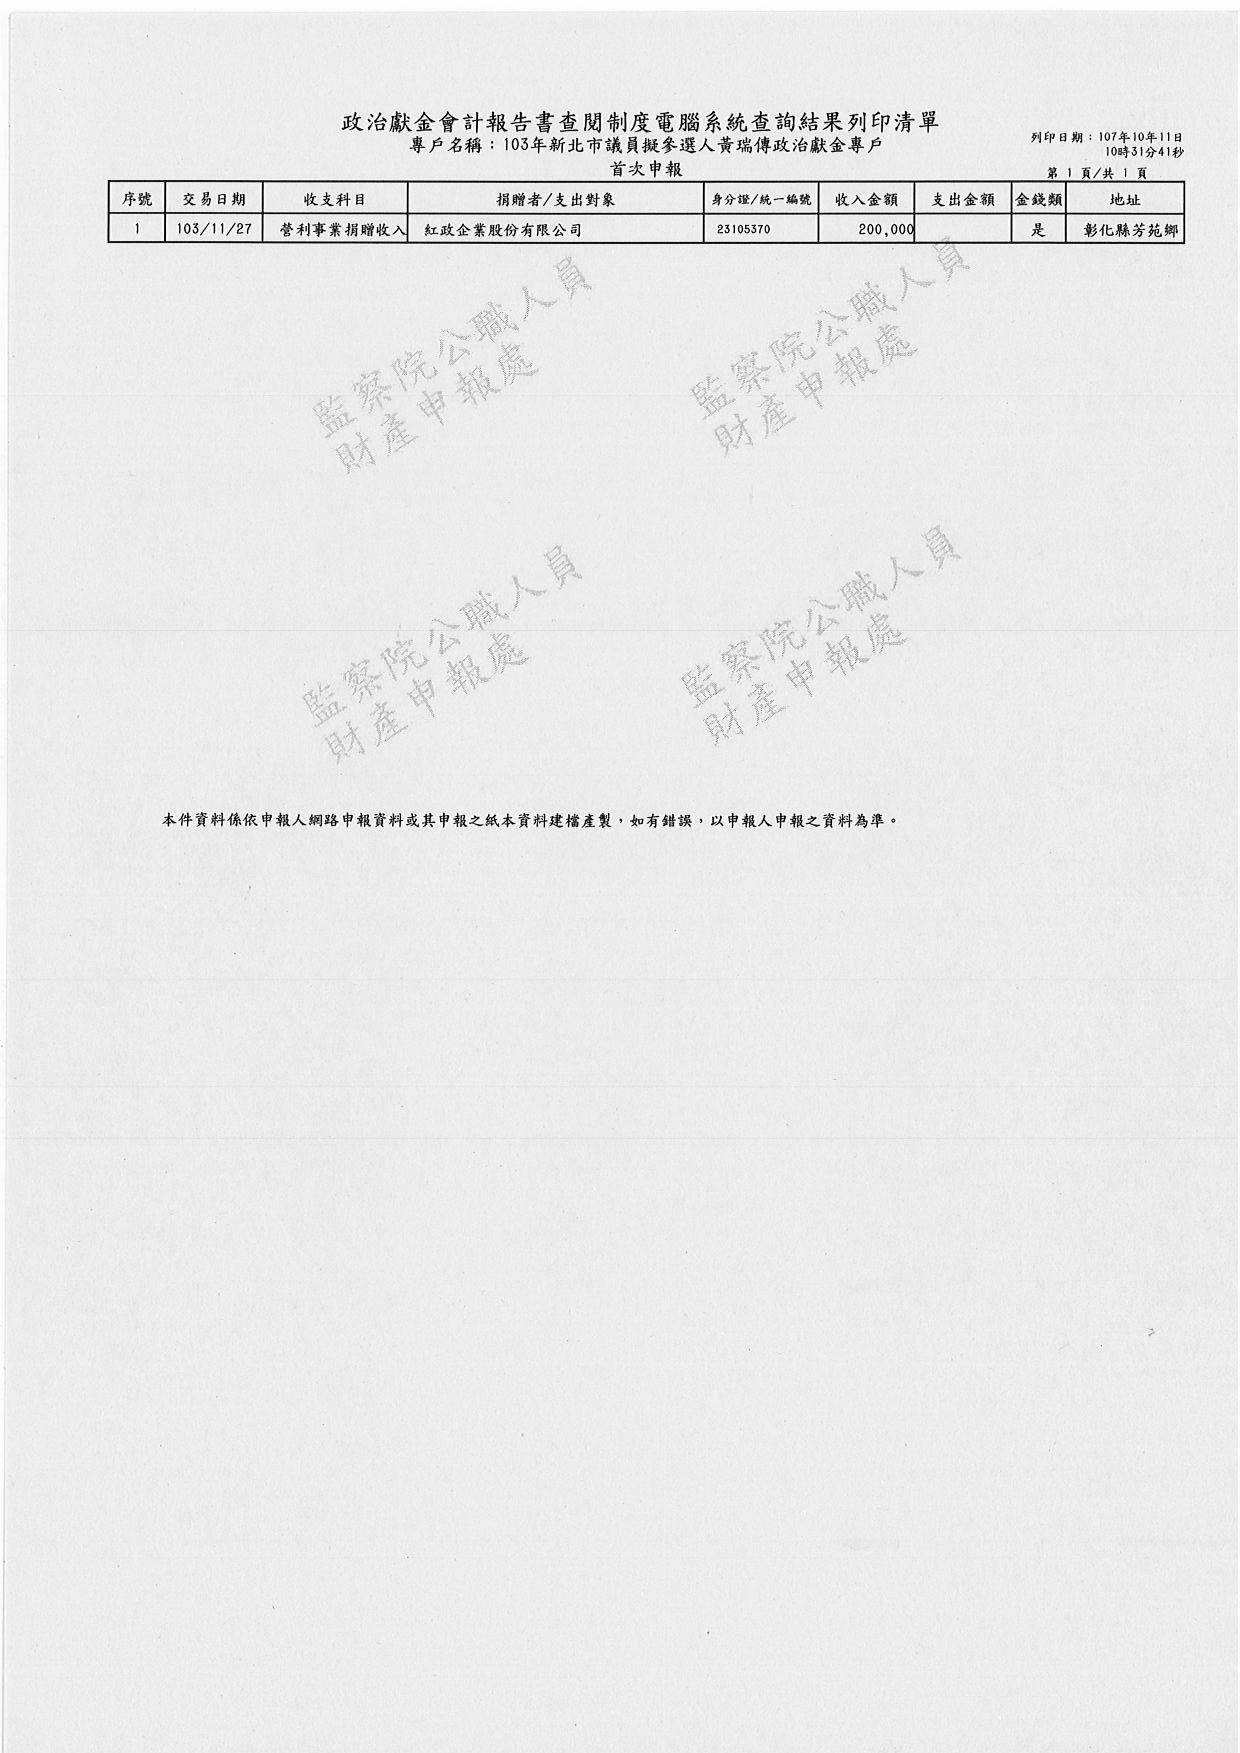 政治獻金會計報告書查閱制度電腦系統查詢結果列印清單
專戶名稱：103年新北市議員擬參選人黃瑞傳政治獻金專戶
首次申報
列印日期：107年10年11日
10時31分41秒
第 1 頁/共 1 頁
序號 交易日期 收支科目 捐贈者/支出對象 身分證/統一編號 收入金額 支出金額 金錢類 地址
1 103/11/27 營利事業捐贈收入 紅政企業股份有限公司 23105370 200,000 是 彰化縣芳苑鄉
監察院公職人員
財產申報處
監察院公職人員
財產申報處
監察院公職人員
財產申報處
監察院公職人員
財產申報處
本件資料係依申報人網路申報資料或其申報之紙本資料建檔產製，如有錯誤，以申報人申報之資料為準。